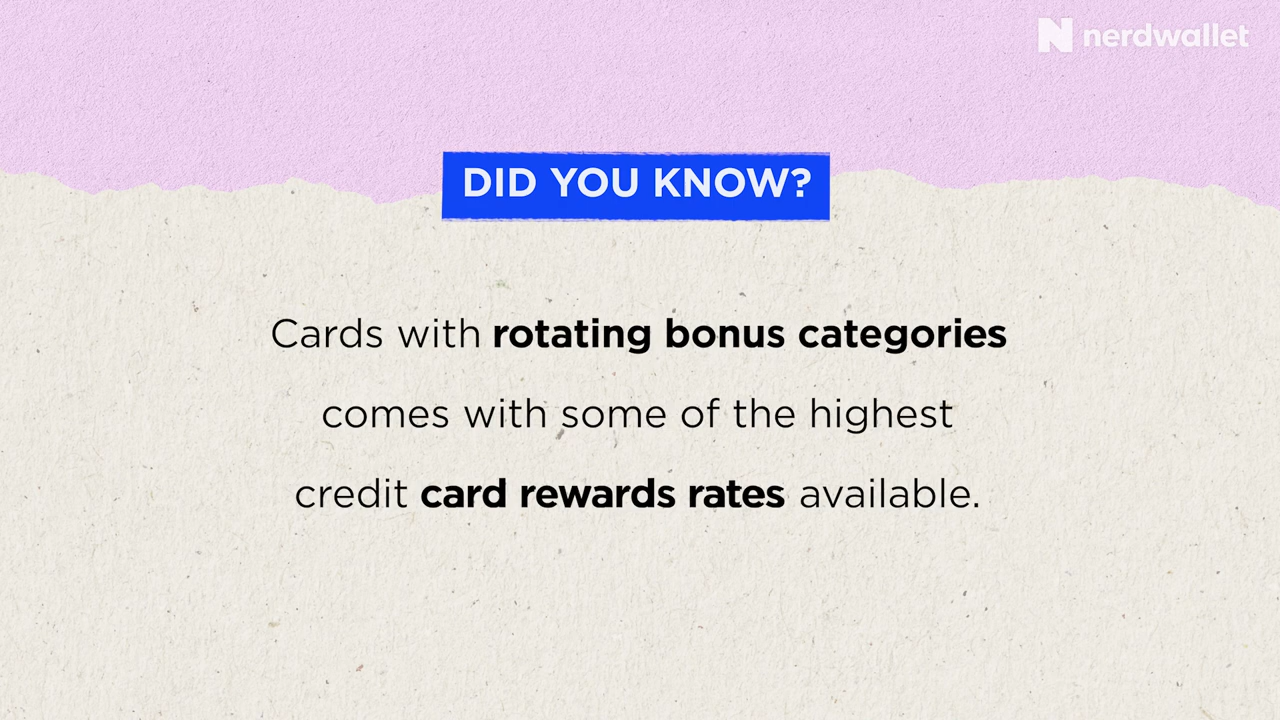 nerdwallet
DID YOU KNOW?
Cards with rotating bonus categories
comes with some of the highest
credit card rewards rates available.